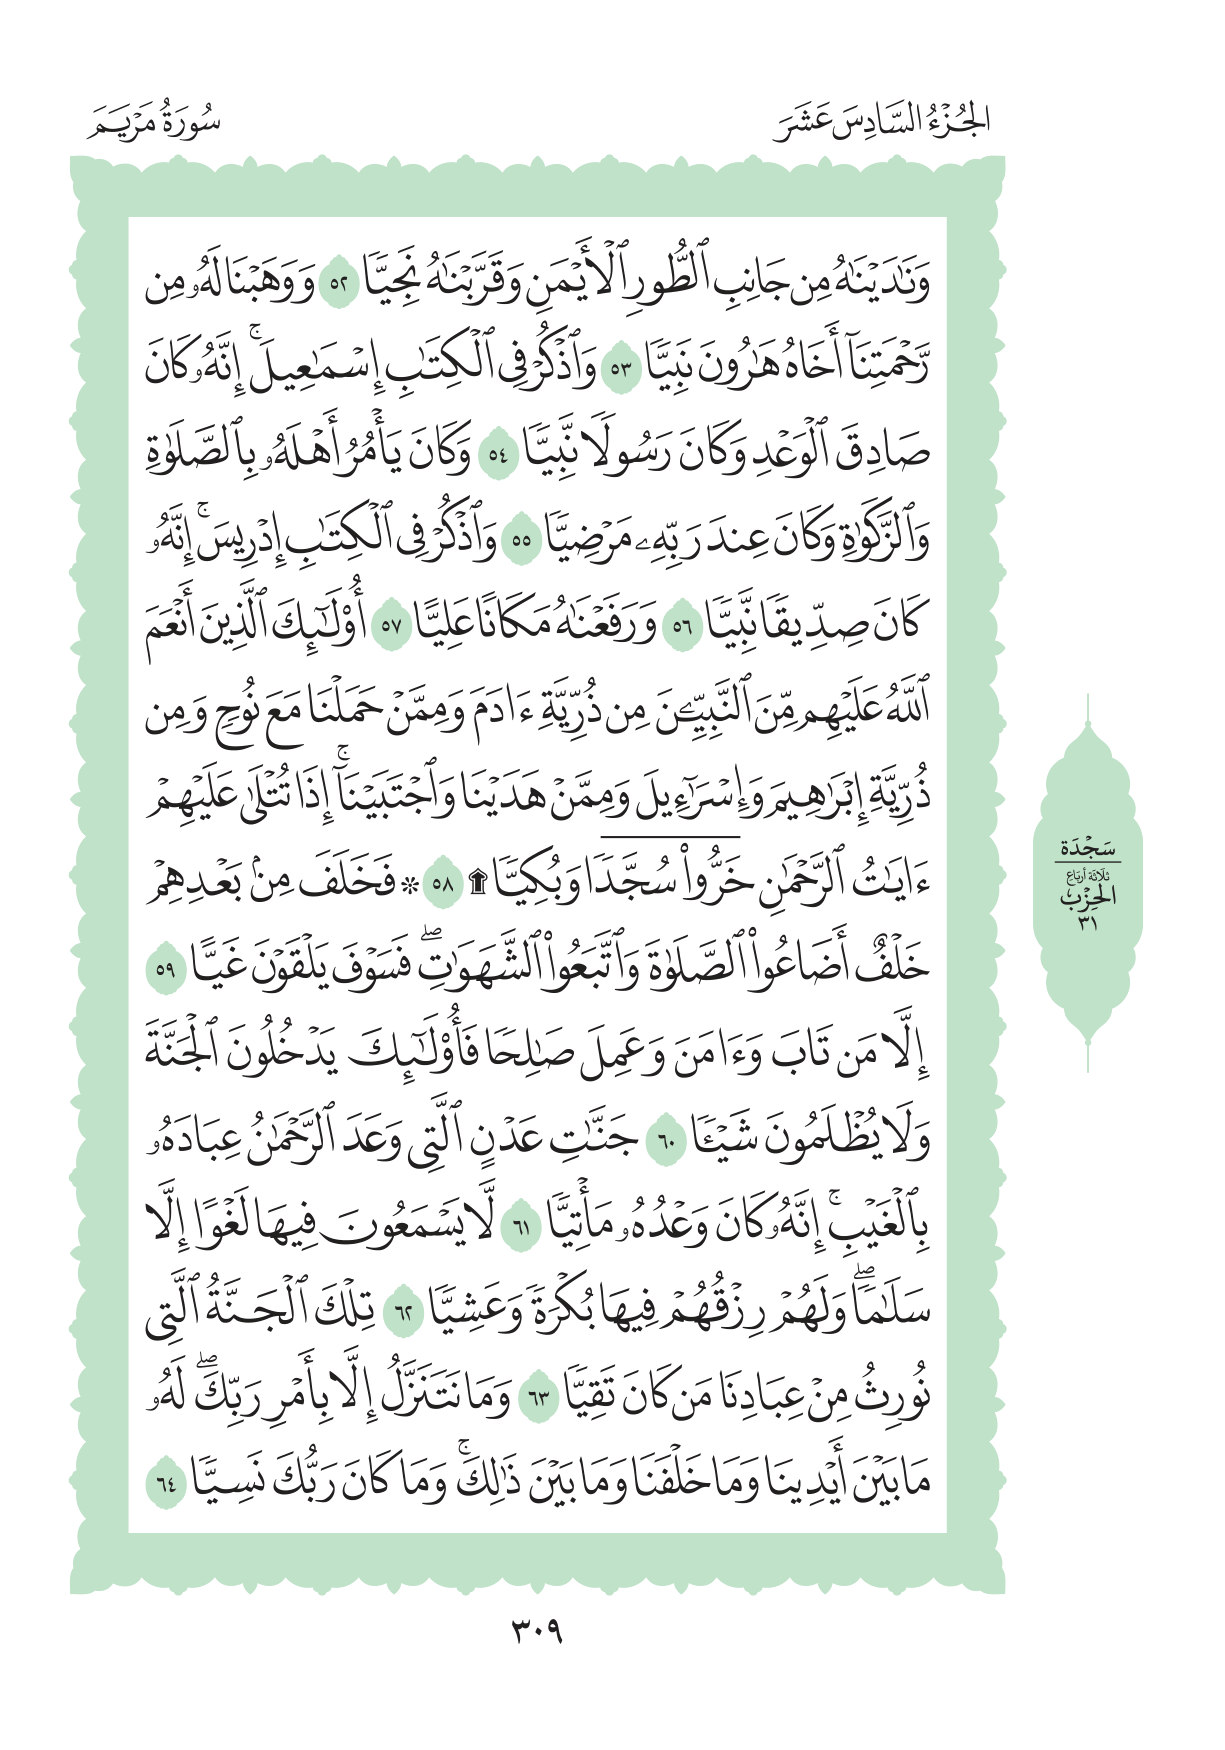 الجُزْءُ السَّادِسَ عَشَرَ
سُورَةُ مَرْيَمَ
وَنَٰدَيْنَٰهُ مِن جَانِبِ ٱلطُّورِ ٱلْأَيْمَنِ وَقَرَّبْنَٰهُ نَجِيًّا ٥٢ وَوَهَبْنَا لَهُۥ مِن
رَّحْمَتِنَآ أَخَاهُ هَٰرُونَ نَبِيًّا ٥٣ وَٱذْكُرْ فِى ٱلْكِتَٰبِ إِسْمَٰعِيلَ ۚ إِنَّهُۥ كَانَ
صَادِقَ ٱلْوَعْدِ وَكَانَ رَسُولًا نَّبِيًّا ٥٤ وَكَانَ يَأْمُرُ أَهْلَهُۥ بِٱلصَّلَوٰةِ
وَٱلزَّكَوٰةِ وَكَانَ عِندَ رَبِّهِۦ مَرْضِيًّا ٥٥ وَٱذْكُرْ فِى ٱلْكِتَٰبِ إِدْرِيسَ ۚ إِنَّهُۥ
كَانَ صِدِّيقًا نَّبِيًّا ٥٦ وَرَفَعْنَٰهُ مَكَانًا عَلِيًّا ٥٧ أُو۟لَٰٓئِكَ ٱلَّذِينَ أَنْعَمَ
ٱللَّهُ عَلَيْهِم مِّنَ ٱلنَّبِيِّـۧنَ مِن ذُرِّيَّةِ ءَادَمَ وَمِمَّنْ حَمَلْنَا مَعَ نُوحٍ وَمِن
ذُرِّيَّةِ إِبْرَٰهِيمَ وَإِسْرَٰٓءِيلَ وَمِمَّنْ هَدَيْنَا وَٱجْتَبَيْنَآ ۚ إِذَا تُتْلَىٰ عَلَيْهِمْ
ءَايَٰتُ ٱلرَّحْمَٰنِ خَرُّوا۟ سُجَّدًا وَبُكِيًّا ۩ ٥٨ ۞ فَخَلَفَ مِنۢ بَعْدِهِمْ
خَلْفٌ أَضَاعُوا۟ ٱلصَّلَوٰةَ وَٱتَّبَعُوا۟ ٱلشَّهَوَٰتِ ۖ فَسَوْفَ يَلْقَوْنَ غَيًّا ٥٩
إِلَّا مَن تَابَ وَءَامَنَ وَعَمِلَ صَٰلِحًا فَأُو۟لَٰٓئِكَ يَدْخُلُونَ ٱلْجَنَّةَ
وَلَا يُظْلَمُونَ شَيْـًٔا ٦٠ جَنَّٰتِ عَدْنٍ ٱلَّتِى وَعَدَ ٱلرَّحْمَٰنُ عِبَادَهُۥ
بِٱلْغَيْبِ ۚ إِنَّهُۥ كَانَ وَعْدُهُۥ مَأْتِيًّا ٦١ لَّا يَسْمَعُونَ فِيهَا لَغْوًا إِلَّا
سَلَٰمًا ۖ وَلَهُمْ رِزْقُهُمْ فِيهَا بُكْرَةً وَعَشِيًّا ٦٢ تِلْكَ ٱلْجَنَّةُ ٱلَّتِى
نُورِثُ مِنْ عِبَادِنَا مَن كَانَ تَقِيًّا ٦٣ وَمَا نَتَنَزَّلُ إِلَّا بِأَمْرِ رَبِّكَ ۖ لَهُۥ
مَا بَيْنَ أَيْدِينَا وَمَا خَلْفَنَا وَمَا بَيْنَ ذَٰلِكَ ۚ وَمَا كَانَ رَبُّكَ نَسِيًّا ٦٤
سَجْدَة
ثلاثة أرباع
الحِزْب
٣١
٣٠٩